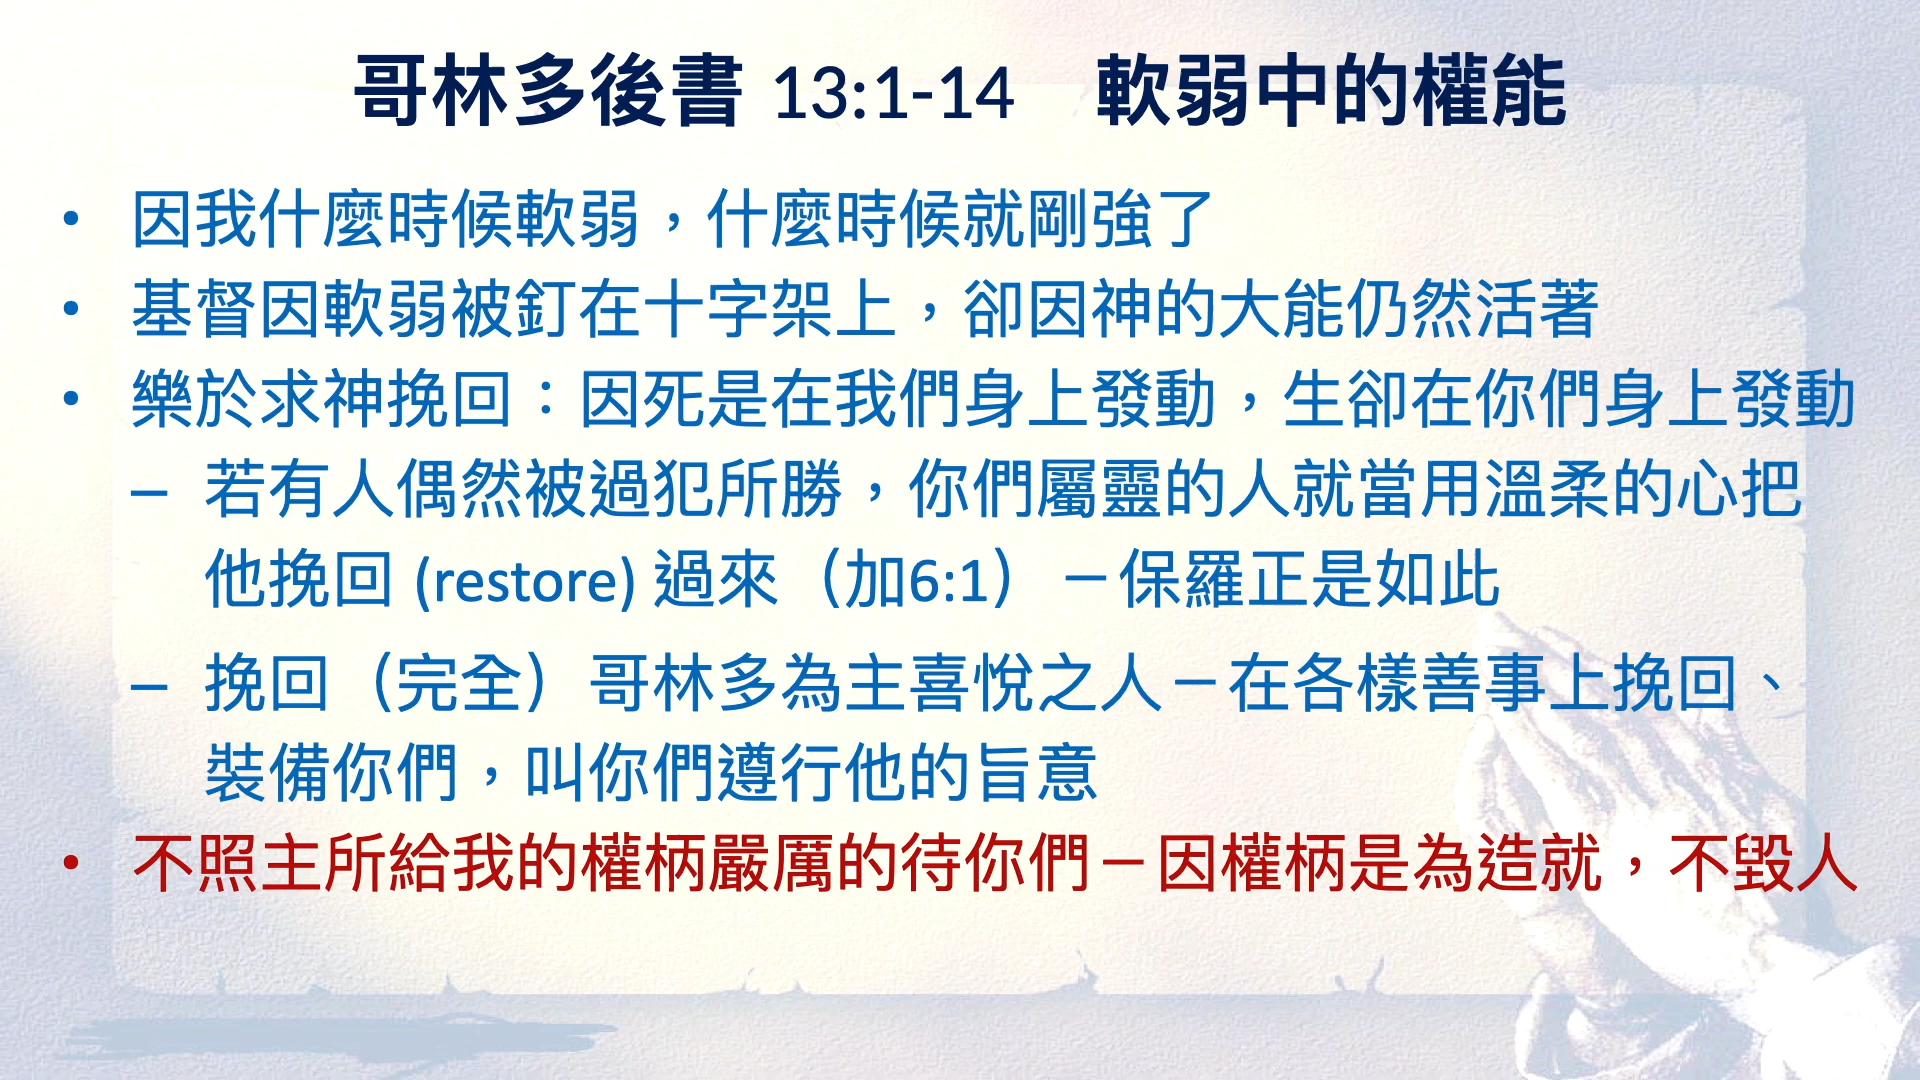 哥林多後書 13:1-14　軟弱中的權能
• 因我什麼時候軟弱，什麼時候就剛強了
• 基督因軟弱被釘在十字架上，卻因神的大能仍然活著
• 樂於求神挽回：因死是在我們身上發動，生卻在你們身上發動
– 若有人偶然被過犯所勝，你們屬靈的人就當用溫柔的心把
他挽回 (restore) 過來（加6:1）－保羅正是如此
– 挽回（完全）哥林多為主喜悅之人－在各樣善事上挽回、
裝備你們，叫你們遵行他的旨意
• 不照主所給我的權柄嚴厲的待你們－因權柄是為造就，不毀人